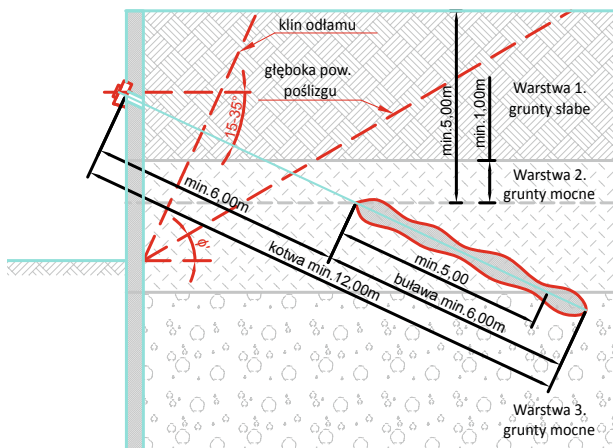 klin odłamu
głęboka pow.
poślizgu
15-35°
min.5,00m
min.1,00m
Warstwa 1.
grunty słabe
Warstwa 2.
grunty mocne
min.6,00m
ø'
kotwa min.12,00m
min.5,00
buława min.6,00m
Warstwa 3.
grunty mocne